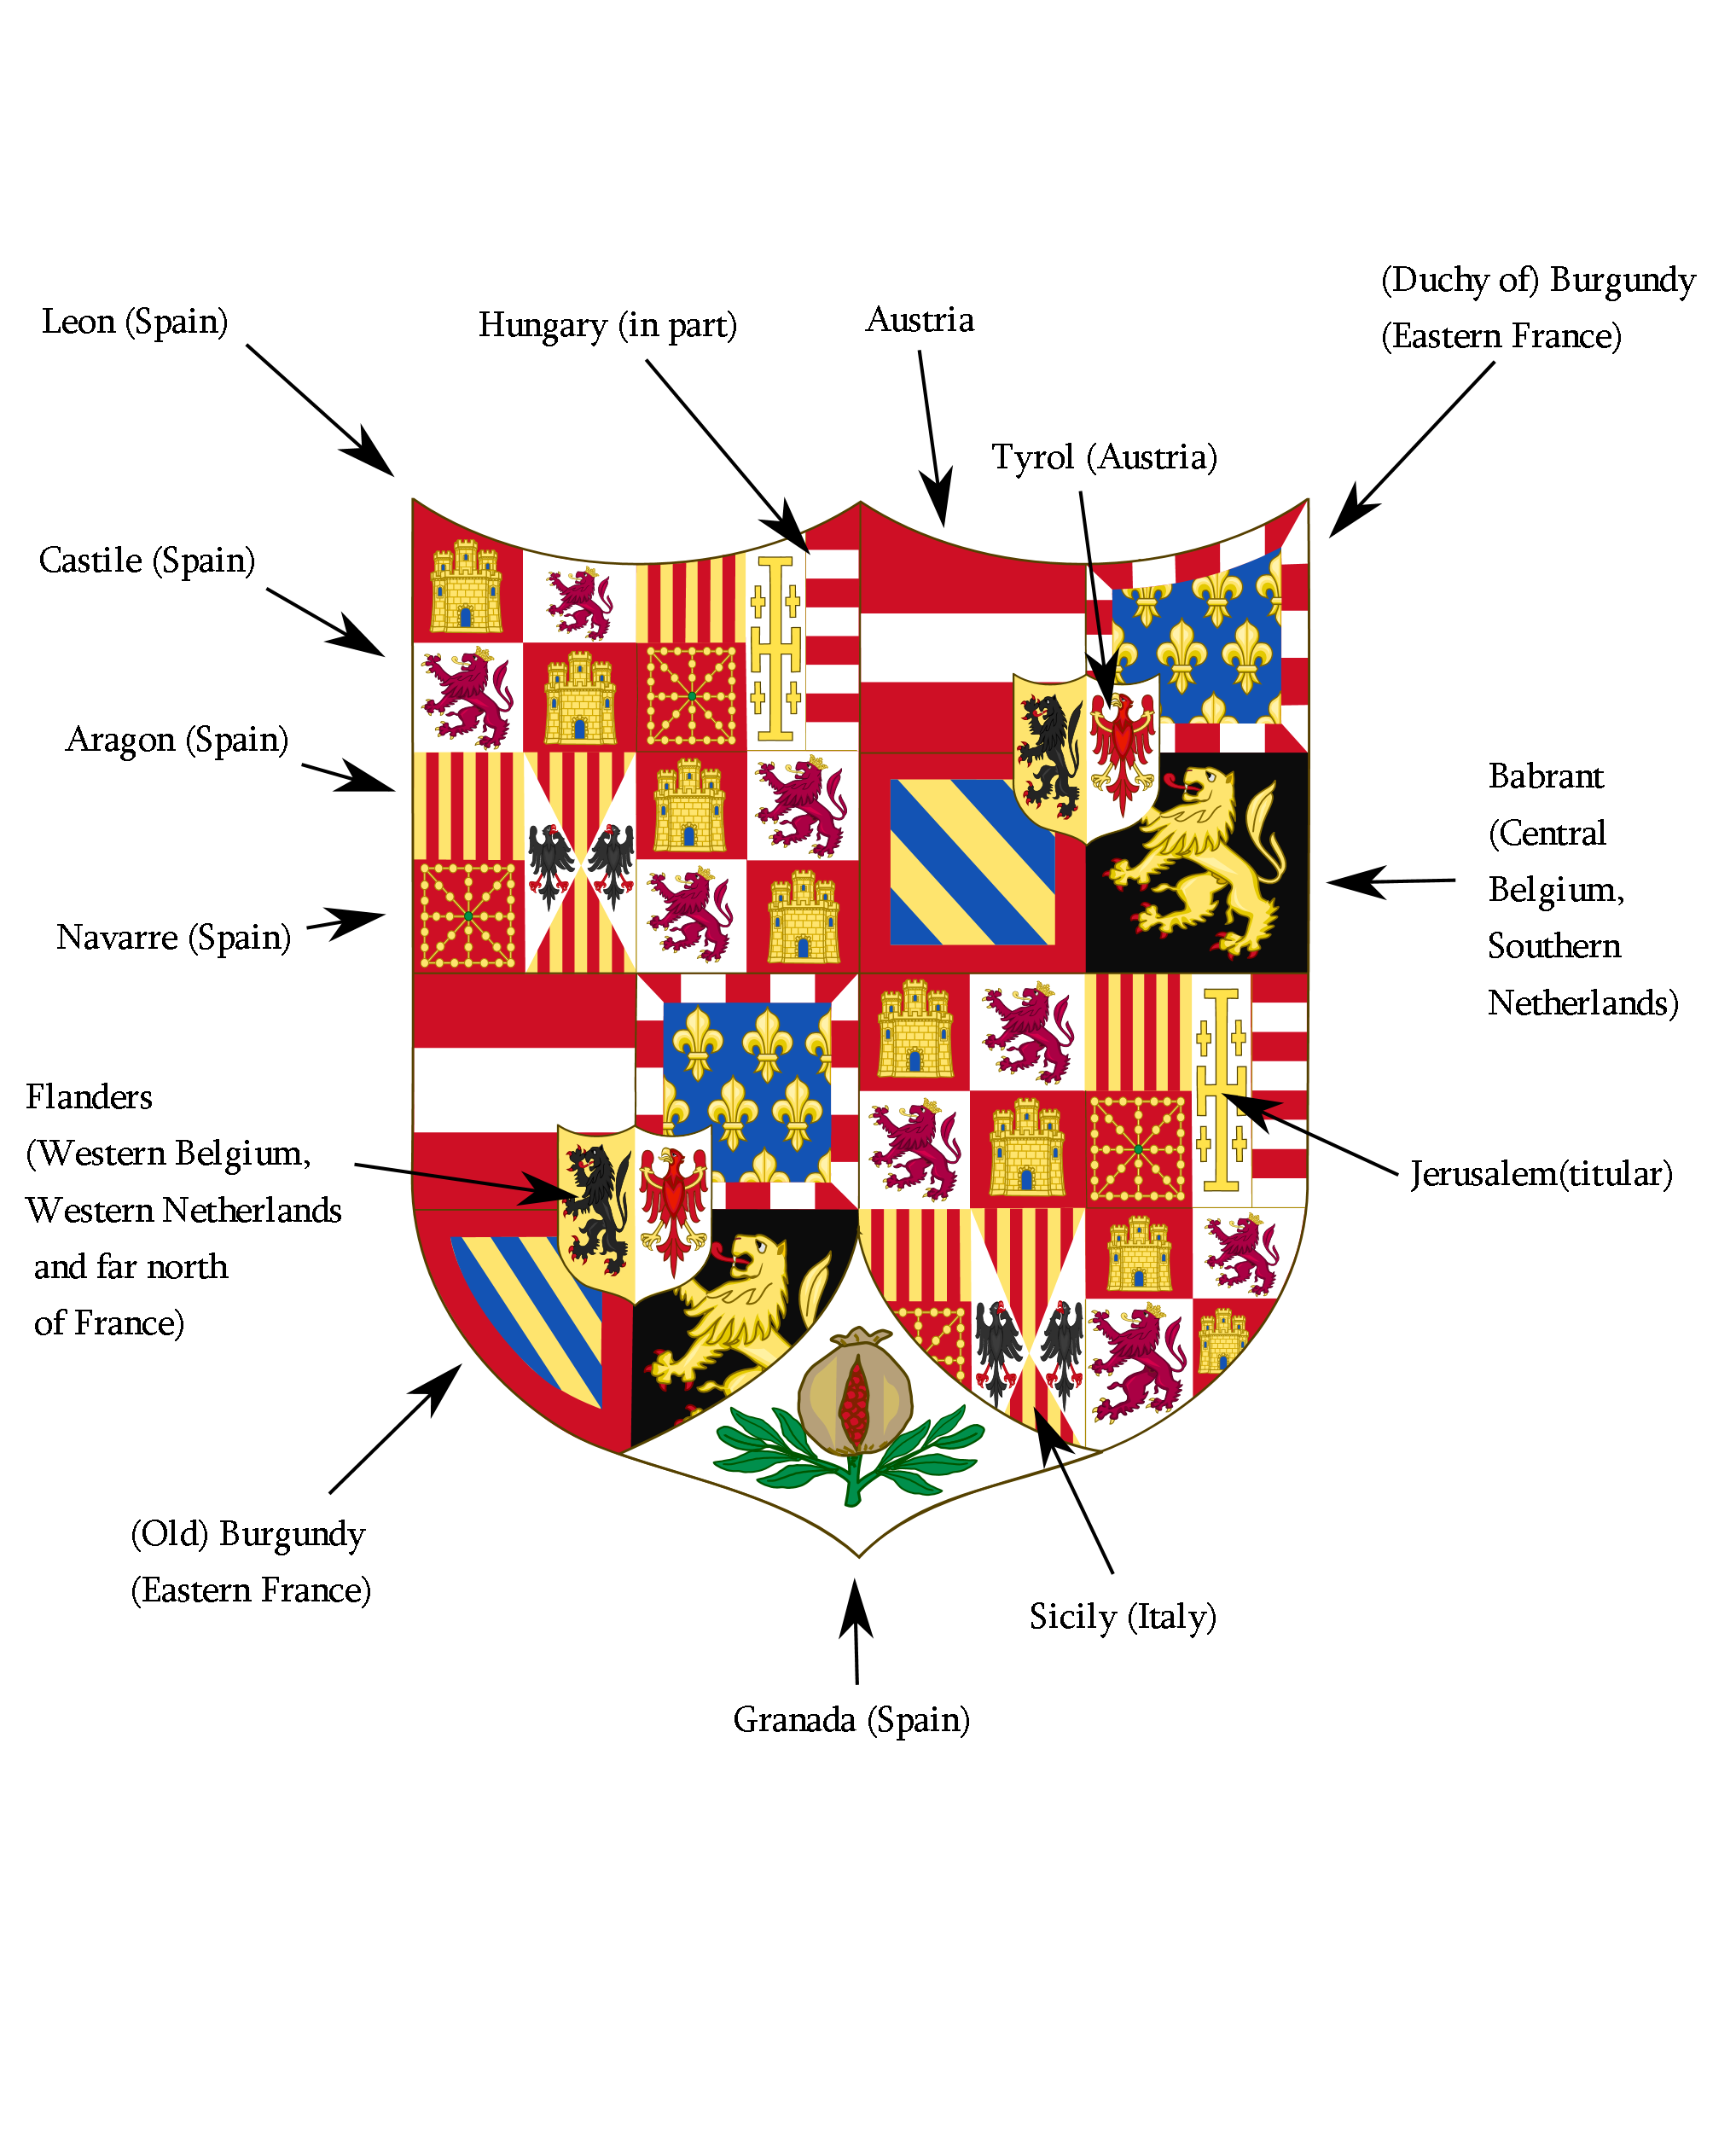 (Duchy of) Burgundy
(Eastern France)
Leon (Spain)
Hungary (in part)
Austria
Tyrol (Austria)
Castile (Spain)
Aragon (Spain)
Babrant
(Central
Belgium,
Southern
Netherlands)
Navarre (Spain)
Flanders
(Western Belgium,
Western Netherlands
and far north
of France)
Jerusalem(titular)
(Old) Burgundy
(Eastern France)
Sicily (Italy)
Granada (Spain)